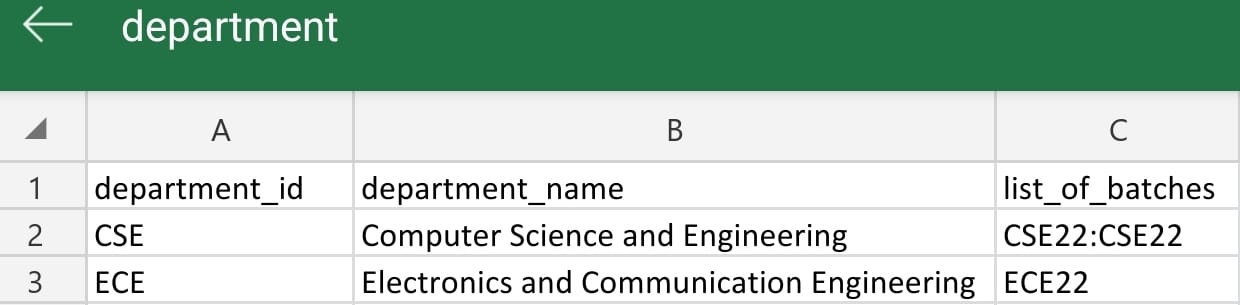 department
A B C
1 department_id department_name list_of_batches
2 CSE Computer Science and Engineering CSE22:CSE22
3 ECE Electronics and Communication Engineering ECE22